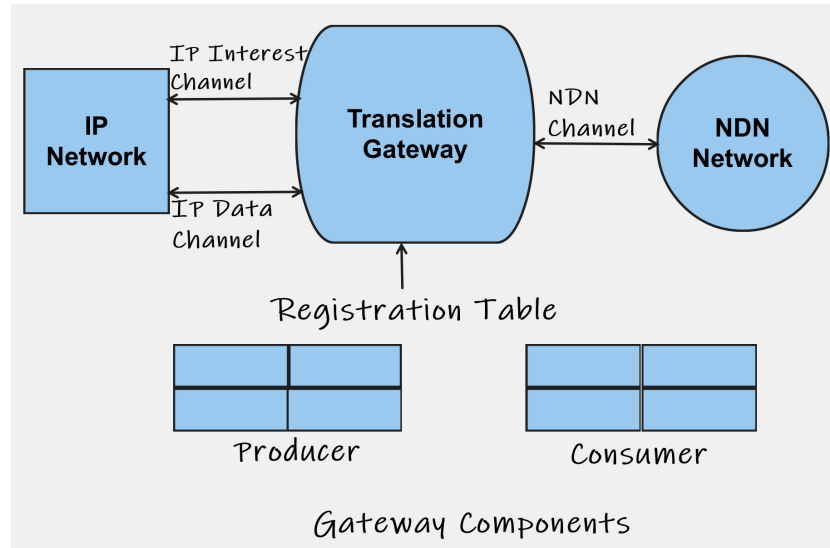 IP Interest
Channel
IP
Network
IP Data
Channel
Translation
Gateway
NDN
Channel
NDN
Network
Registration Table
Producer
Consumer
Gateway Components